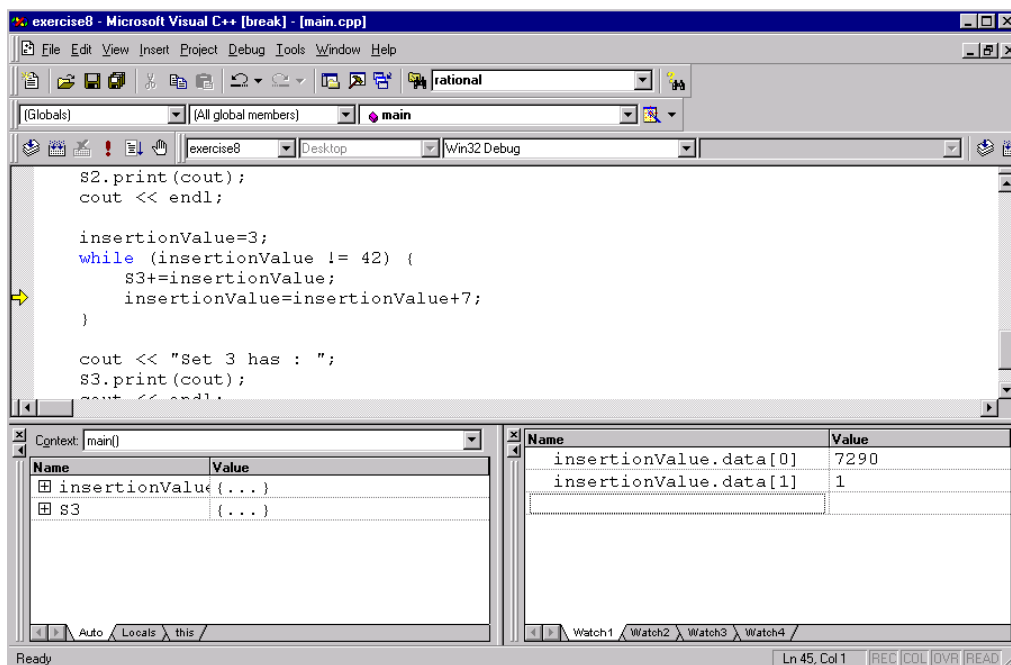 exercise8 - Microsoft Visual C++ [break] - [main.cpp]
File Edit View Insert Project Debug Tools Window Help
rational
(Globals) (All global members) main
exercise8 Desktop Win32 Debug
S2.print(cout);
cout << endl;
insertionValue=3;
while (insertionValue != 42) {
S3+=insertionValue;
insertionValue=insertionValue+7;
}
cout << "Set 3 has : ";
S3.print(cout);
cout << endl;
Context: main()
Name Value
insertionValue {...}
S3 {...}
Auto Locals this
Name Value
insertionValue.data[0] 7290
insertionValue.data[1] 1
Watch1 Watch2 Watch3 Watch4
Ready Ln 45, Col 1 REC COL OVR READ